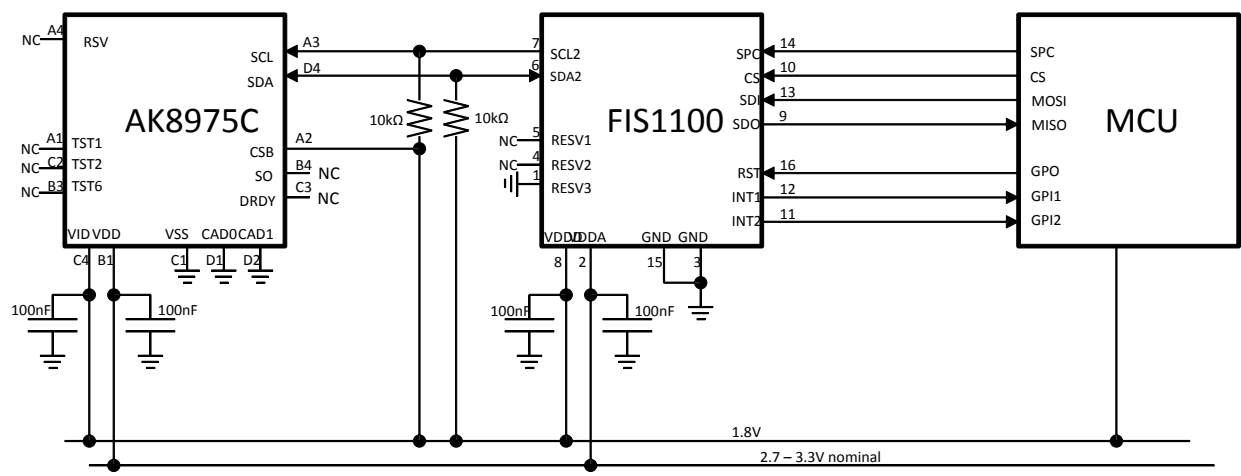 A4
NC
RSV
SCL
A3
SDA
D4
AK8975C
A1
NC
TST1
C2
NC
TST2
B3
NC
TST6
CSB
A2
SO
B4
NC
DRDY
C3
NC
VID
VDD
VSS
CAD0
CAD1
C4
B1
C1
D1
D2
100nF
100nF
10kΩ
10kΩ
7
SCL2
6
SDA2
FIS1100
5
NC
RESV1
4
NC
RESV2
1
RESV3
SPC
14
CS
10
SDI
13
SDO
9
RST
16
INT1
12
INT2
11
VDDD
VDDA
GND
GND
8
2
15
3
100nF
100nF
SPC
CS
MOSI
MISO
MCU
GPO
GPI1
GPI2
1.8V
2.7 – 3.3V nominal